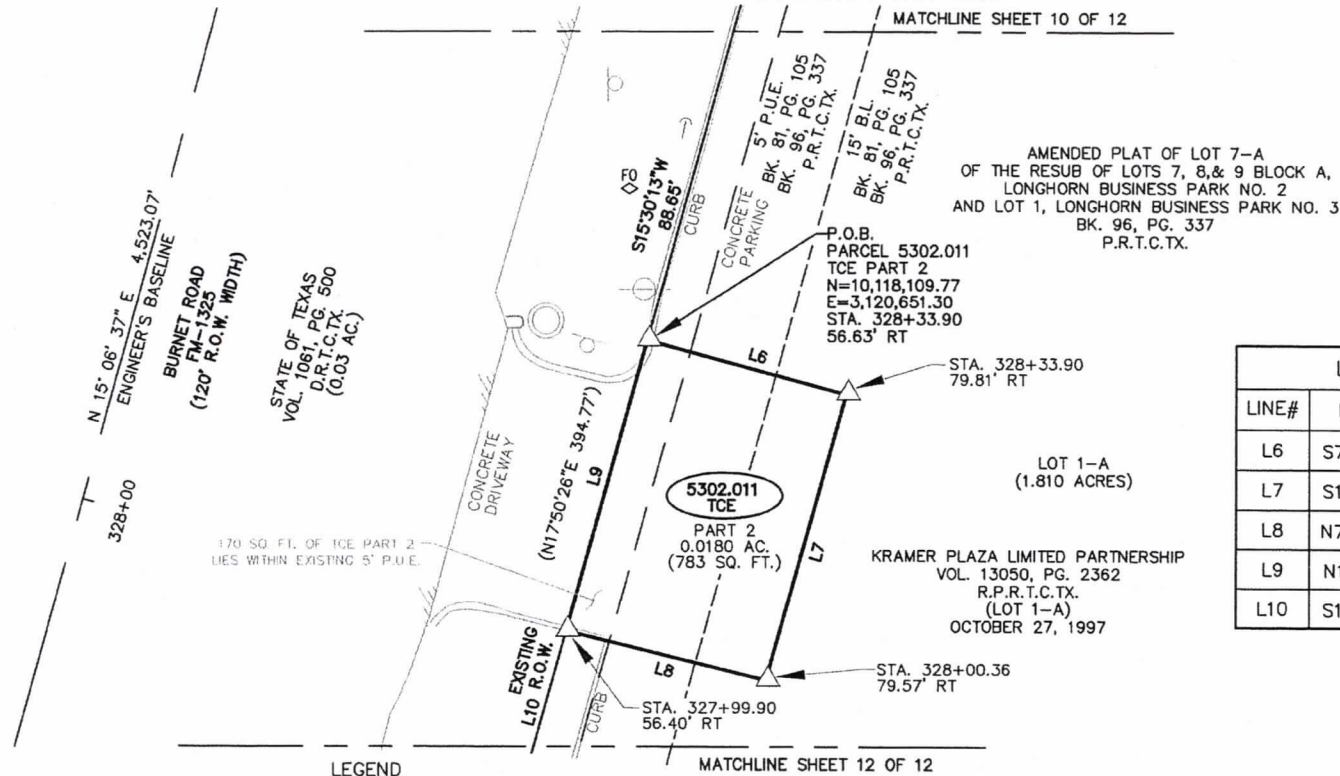 MATCHLINE SHEET 10 OF 12
5' P.U.E.
BK. 81, PG. 105
BK. 96, PG. 337
P.R.T.C.TX.
15' B.L.
BK. 81, PG. 105
BK. 96, PG. 337
P.R.T.C.TX.
AMENDED PLAT OF LOT 7-A
OF THE RESUB OF LOTS 7, 8,& 9 BLOCK A,
LONGHORN BUSINESS PARK NO. 2
AND LOT 1, LONGHORN BUSINESS PARK NO. 3
BK. 96, PG. 337
P.R.T.C.TX.
N 15° 06' 37" E 4,523.07'
ENGINEER'S BASELINE
BURNET ROAD
FM-1325
(120' R.O.W. WIDTH)
STATE OF TEXAS
VOL. 1061, PG. 500
D.R.T.C.TX.
(0.03 AC.)
328+00
FO
S15°30'13"W
88.65'
CURB
CONCRETE
PARKING
P.O.B.
PARCEL 5302.011
TCE PART 2
N=10,118,109.77
E=3,120,651.30
STA. 328+33.90
56.63' RT
L6
STA. 328+33.90
79.81' RT
CONCRETE
DRIVEWAY
(N17°50'26"E 394.77')
L9
5302.011
TCE
PART 2
0.0180 AC.
(783 SQ. FT.)
L7
LOT 1-A
(1.810 ACRES)
170 SQ. FT. OF TCE PART 2
LIES WITHIN EXISTING 5' P.U.E.
KRAMER PLAZA LIMITED PARTNERSHIP
VOL. 13050, PG. 2362
R.P.R.T.C.TX.
(LOT 1-A)
OCTOBER 27, 1997
EXISTING
L10 R.O.W.
CURB
L8
STA. 328+00.36
79.57' RT
STA. 327+99.90
56.40' RT
LINE#
L6 S7
L7 S1
L8 N7
L9 N1
L10 S1
LEGEND
MATCHLINE SHEET 12 OF 12